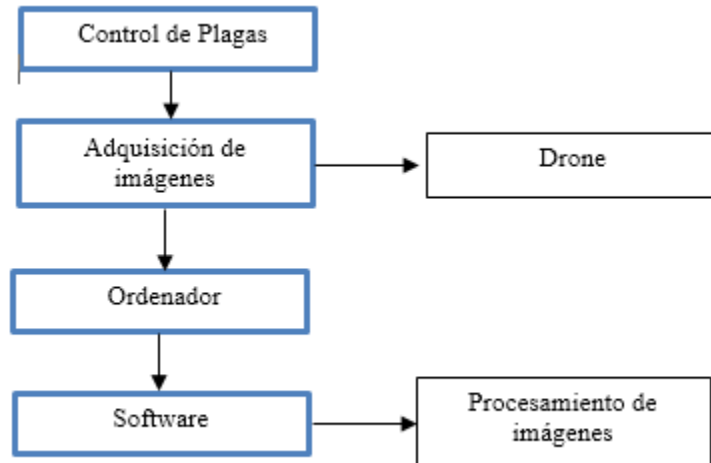 Control de Plagas
Adquisición de
imágenes
Drone
Ordenador
Software
Procesamiento de
imágenes